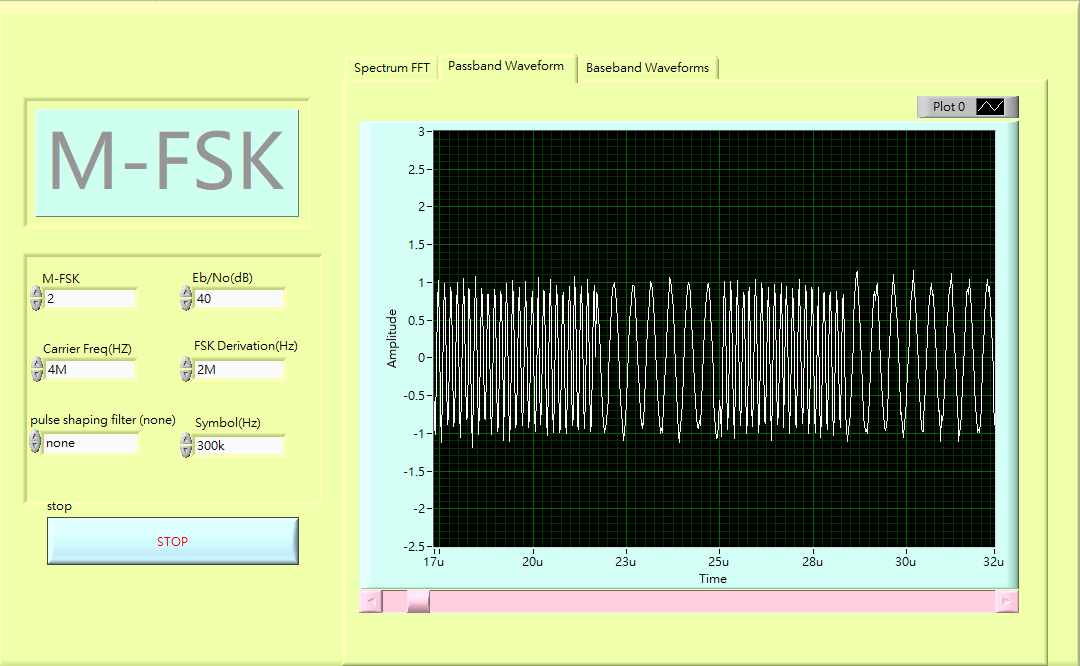 Spectrum FFT
Passband Waveform
Baseband Waveforms
M-FSK
M-FSK
2
Eb/No(dB)
40
Carrier Freq(HZ)
4M
FSK Derivation(Hz)
2M
pulse shaping filter (none)
none
Symbol(Hz)
300k
stop
STOP
Plot 0
Amplitude
3
2.5
2
1.5
1
0.5
0
-0.5
-1
-1.5
-2
-2.5
17u
20u
23u
25u
28u
30u
32u
Time